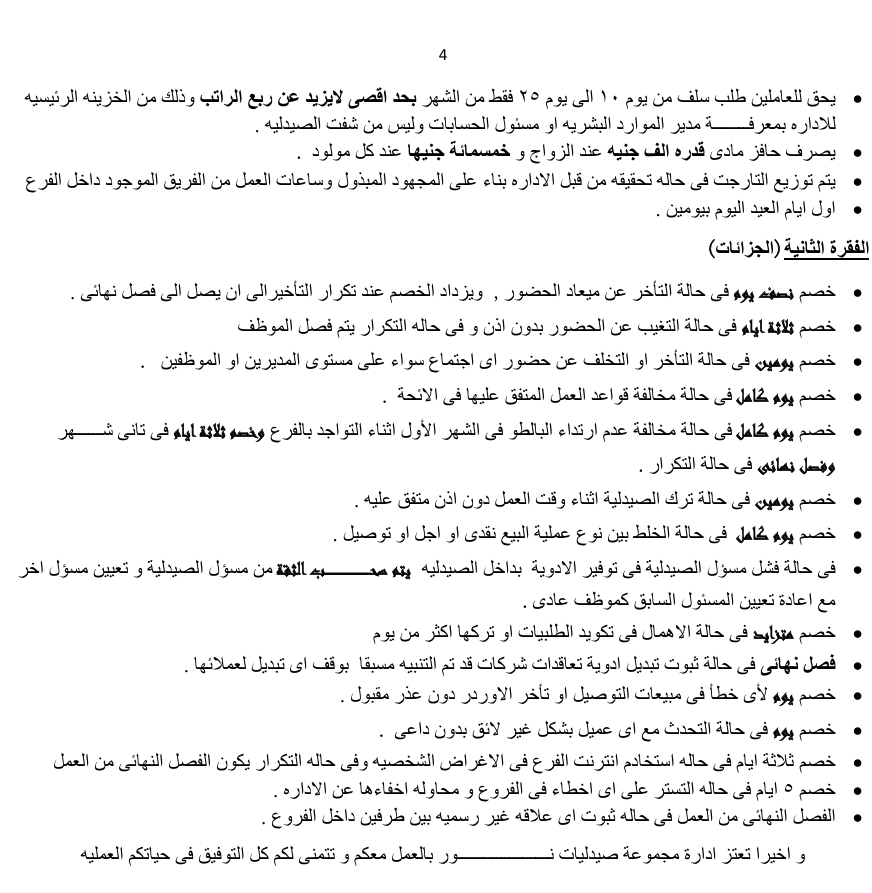 4
• يحق للعاملين طلب سلف من يوم ١٠ الى يوم ٢٥ فقط من الشهر بحد اقصى لايزيد عن ربع الراتب وذلك من الخزينه الرئيسيه
للاداره بمعرفـــــــة مدير الموارد البشريه او مسئول الحسابات وليس من شفت الصيدليه .
• يصرف حافز مادى قدره الف جنيه عند الزواج و خمسمائة جنيها عند كل مولود .
• يتم توزيع التارجت فى حاله تحقيقه من قبل الاداره بناء على المجهود المبذول وساعات العمل من الفريق الموجود داخل الفرع
• اول ايام العيد اليوم بيومين .
الفقرة الثانية (الجزائات)
• خصم نصف يوم فى حالة التأخر عن ميعاد الحضور , ويزداد الخصم عند تكرار التأخيرالى ان يصل الى فصل نهائى .
• خصم ثلاثة ايام فى حالة التغيب عن الحضور بدون اذن و فى حاله التكرار يتم فصل الموظف
• خصم يومين فى حالة التأخر او التخلف عن حضور اى اجتماع سواء على مستوى المديرين او الموظفين .
• خصم يوم كامل فى حالة مخالفة قواعد العمل المتفق عليها فى الائحة .
• خصم يوم كامل فى حالة مخالفة عدم ارتداء البالطو فى الشهر الأول اثناء التواجد بالفرع وخصم ثلاثة ايام فى تانى شـــــهر
وفصل نهائى فى حالة التكرار .
• خصم يومين فى حالة ترك الصيدلية اثناء وقت العمل دون اذن متفق عليه .
• خصم يوم كامل فى حالة الخلط بين نوع عملية البيع نقدى او اجل او توصيل .
• فى حالة فشل مسؤل الصيدلية فى توفير الادوية بداخل الصيدليه يتم سحـــــــب الثقة من مسؤل الصيدلية و تعيين مسؤل اخر
مع اعادة تعيين المسئول السابق كموظف عادى .
• خصم متزايد فى حالة الاهمال فى تكويد الطلبيات او تركها اكثر من يوم
• فصل نهائى فى حالة ثبوت تبديل ادوية تعاقدات شركات قد تم التنبيه مسبقا بوقف اى تبديل لعملائها .
• خصم يوم لأى خطأ فى مبيعات التوصيل او تأخر الاوردر دون عذر مقبول .
• خصم يوم فى حالة التحدث مع اى عميل بشكل غير لائق بدون داعى .
• خصم ثلاثة ايام فى حاله استخادم انترنت الفرع فى الاغراض الشخصيه وفى حاله التكرار يكون الفصل النهائى من العمل
• خصم ٥ ايام فى حاله التستر على اى اخطاء فى الفروع و محاوله اخفاءها عن الاداره .
• الفصل النهائى من العمل فى حاله ثبوت اى علاقه غير رسميه بين طرفين داخل الفروع .
و اخيرا تعتز ادارة مجموعة صيدليات نـــــــــــور بالعمل معكم و تتمنى لكم كل التوفيق فى حياتكم العمليه